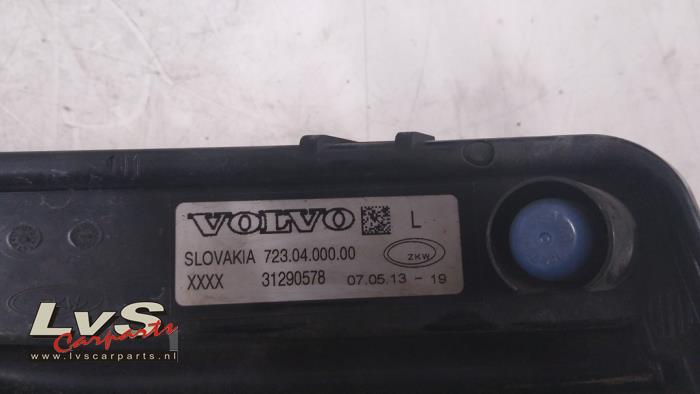 VOLVO L
SLOVAKIA 723.04.000.00 ZKW
XXXX 31290578 07.05.13 - 19
LvS
Carparts
www.lvscarparts.nl